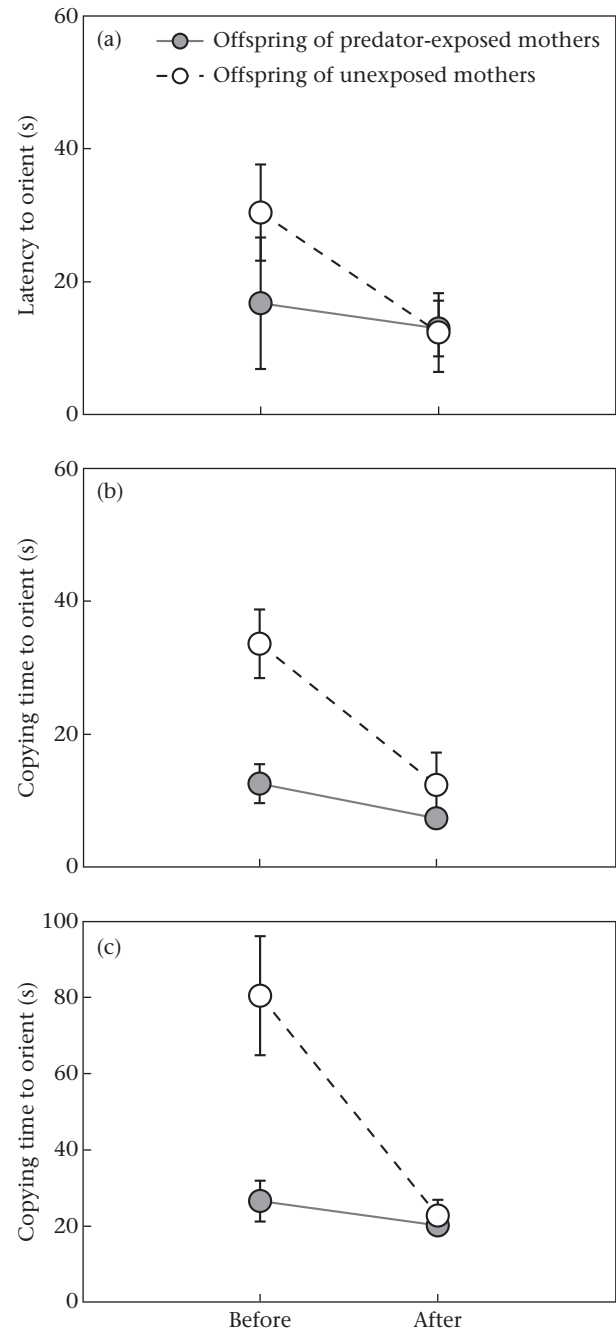 60
(a)
Offspring of predator-exposed mothers
Offspring of unexposed mothers
40
20
0
Latency to orient (s)
60
(b)
40
20
0
Copying time to orient (s)
100
(c)
80
60
40
20
0
Copying time to orient (s)
Before After